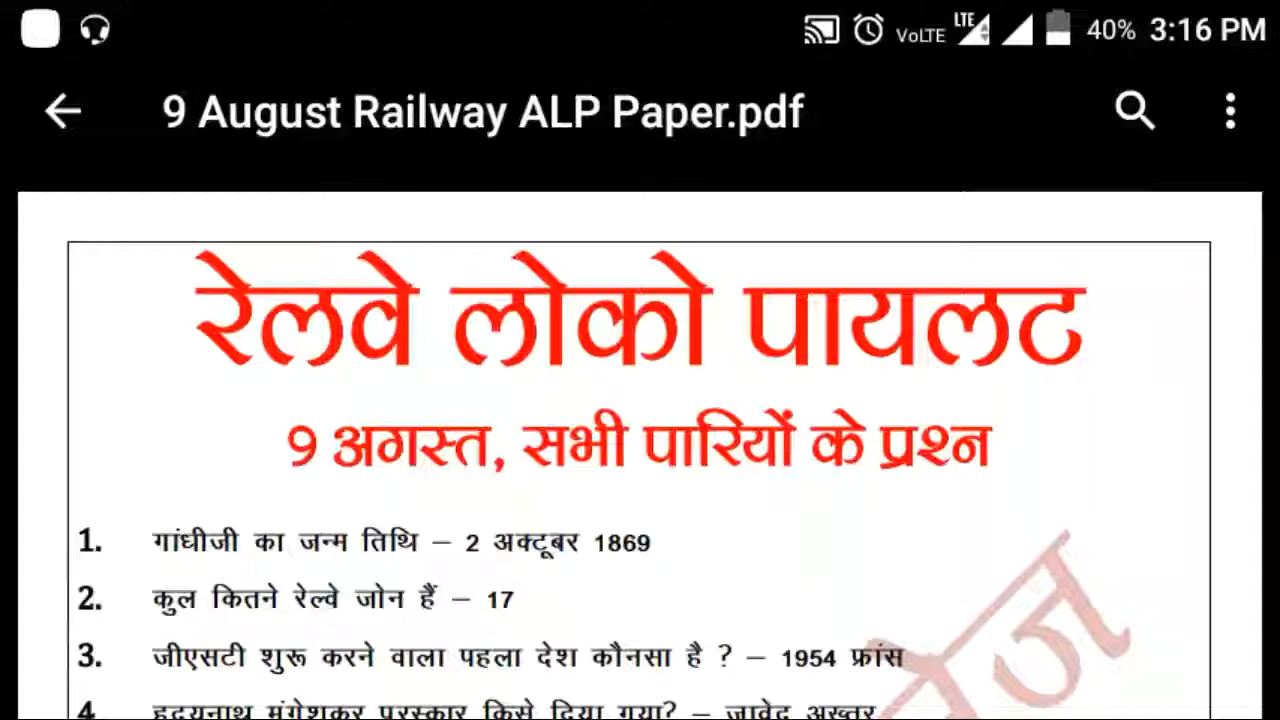 VoLTE LTE 40% 3:16 PM
9 August Railway ALP Paper.pdf
रेलवे लोको पायलट
9 अगस्त, सभी पारियों के प्रश्न
1. गांधीजी का जन्म तिथि – 2 अक्टूबर 1869
2. कुल कितने रेल्वे जोन हैं – 17
3. जीएसटी शुरू करने वाला पहला देश कौनसा है ? – 1954 फ्रांस
4. हृदयनाथ मंगेशकर पुरस्कार किसे दिया गया? – जावेद अख्तर